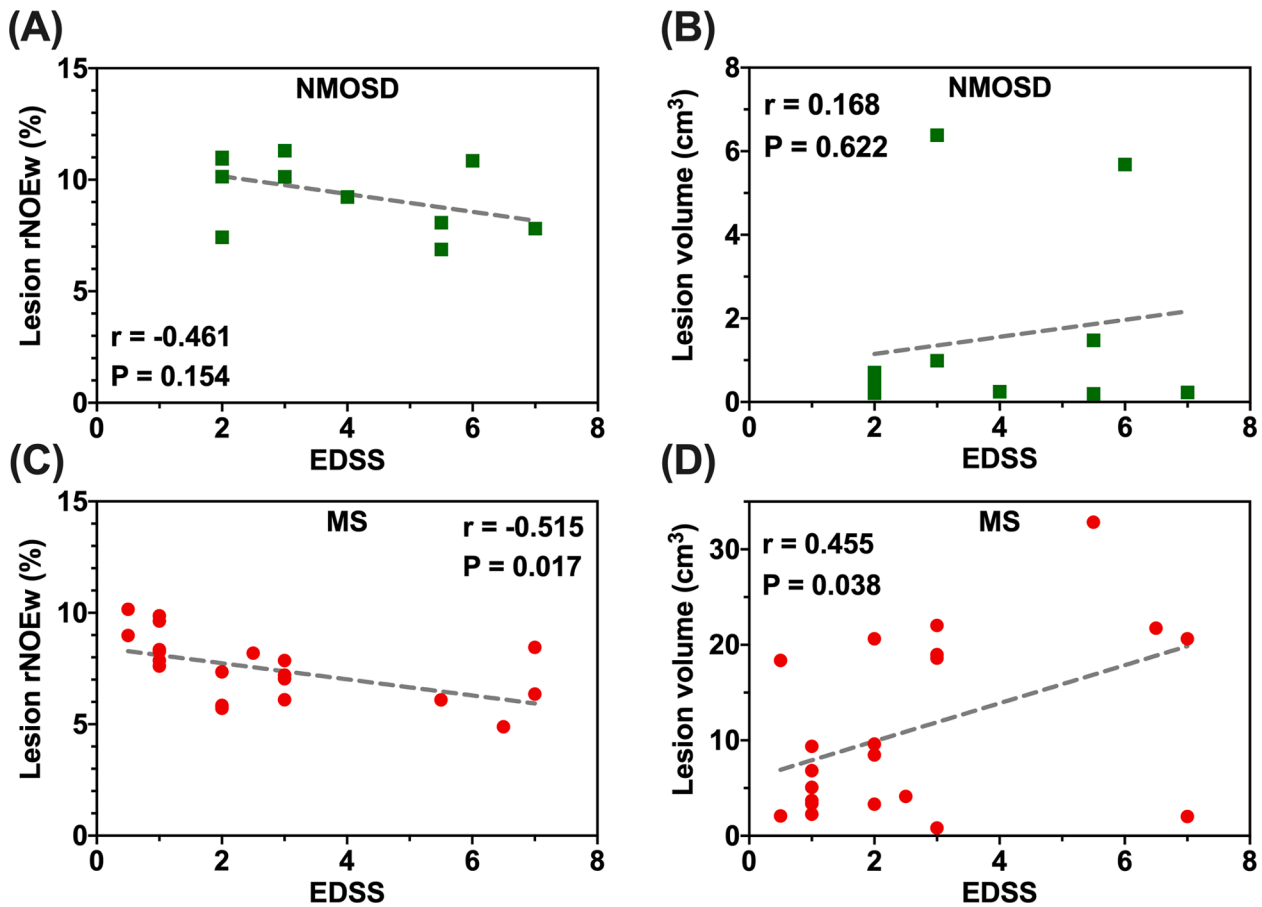 (A)
NMOSD
Lesion rNOEw (%)
15
10
5
0
r = -0.461
P = 0.154
0 2 4 6 8
EDSS
(B)
NMOSD
Lesion volume (cm³)
8
6
4
2
0
r = 0.168
P = 0.622
0 2 4 6 8
EDSS
(C)
MS
Lesion rNOEw (%)
15
10
5
0
r = -0.515
P = 0.017
0 2 4 6 8
EDSS
(D)
MS
Lesion volume (cm³)
30
20
10
0
r = 0.455
P = 0.038
0 2 4 6 8
EDSS